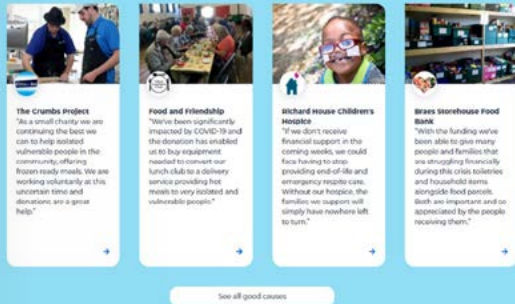 The Crumbs Project
"As a small charity we are
continuing the best we
can to help isolated
vulnerable people in the
community, offering
frozen ready meals. We are
working voluntarily at this
uncertain time and
donations are a great
help."
Food and Friendship
"We've been significantly
impacted by COVID-19 and
the donation has enabled
us to buy equipment
needed to convert our
lunch club to a delivery
service providing hot
meals to very isolated and
vulnerable people."
Richard House Children's
Hospice
"If we don't receive
financial support in the
coming weeks, we could
face having to stop
providing end-of-life and
emergency respite care.
Without our hospice, the
families we support will
simply have nowhere left
to turn."
Braes Storehouse Food
Bank
"With the funding we've
been able to give many
people and families that
are struggling financially
during this crisis toiletries
and household items
alongside food parcels.
Both are important and so
appreciated by the people
receiving them."
See all good causes